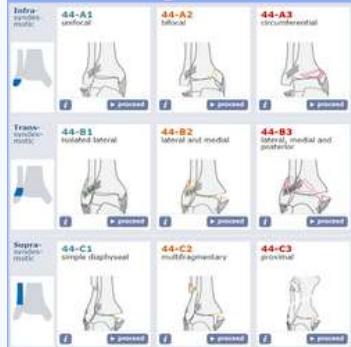 Infra-
syndes-
motic
44-A1
unifocal
44-A2
bifocal
44-A3
circumferential
i
proceed
i
proceed
i
proceed
Trans-
syndes-
motic
44-B1
isolated lateral
44-B2
lateral and medial
44-B3
lateral, medial and
posterior
i
proceed
i
proceed
i
proceed
Supra-
syndes-
motic
44-C1
simple diaphyseal
44-C2
multifragmentary
44-C3
proximal
i
proceed
i
proceed
i
proceed